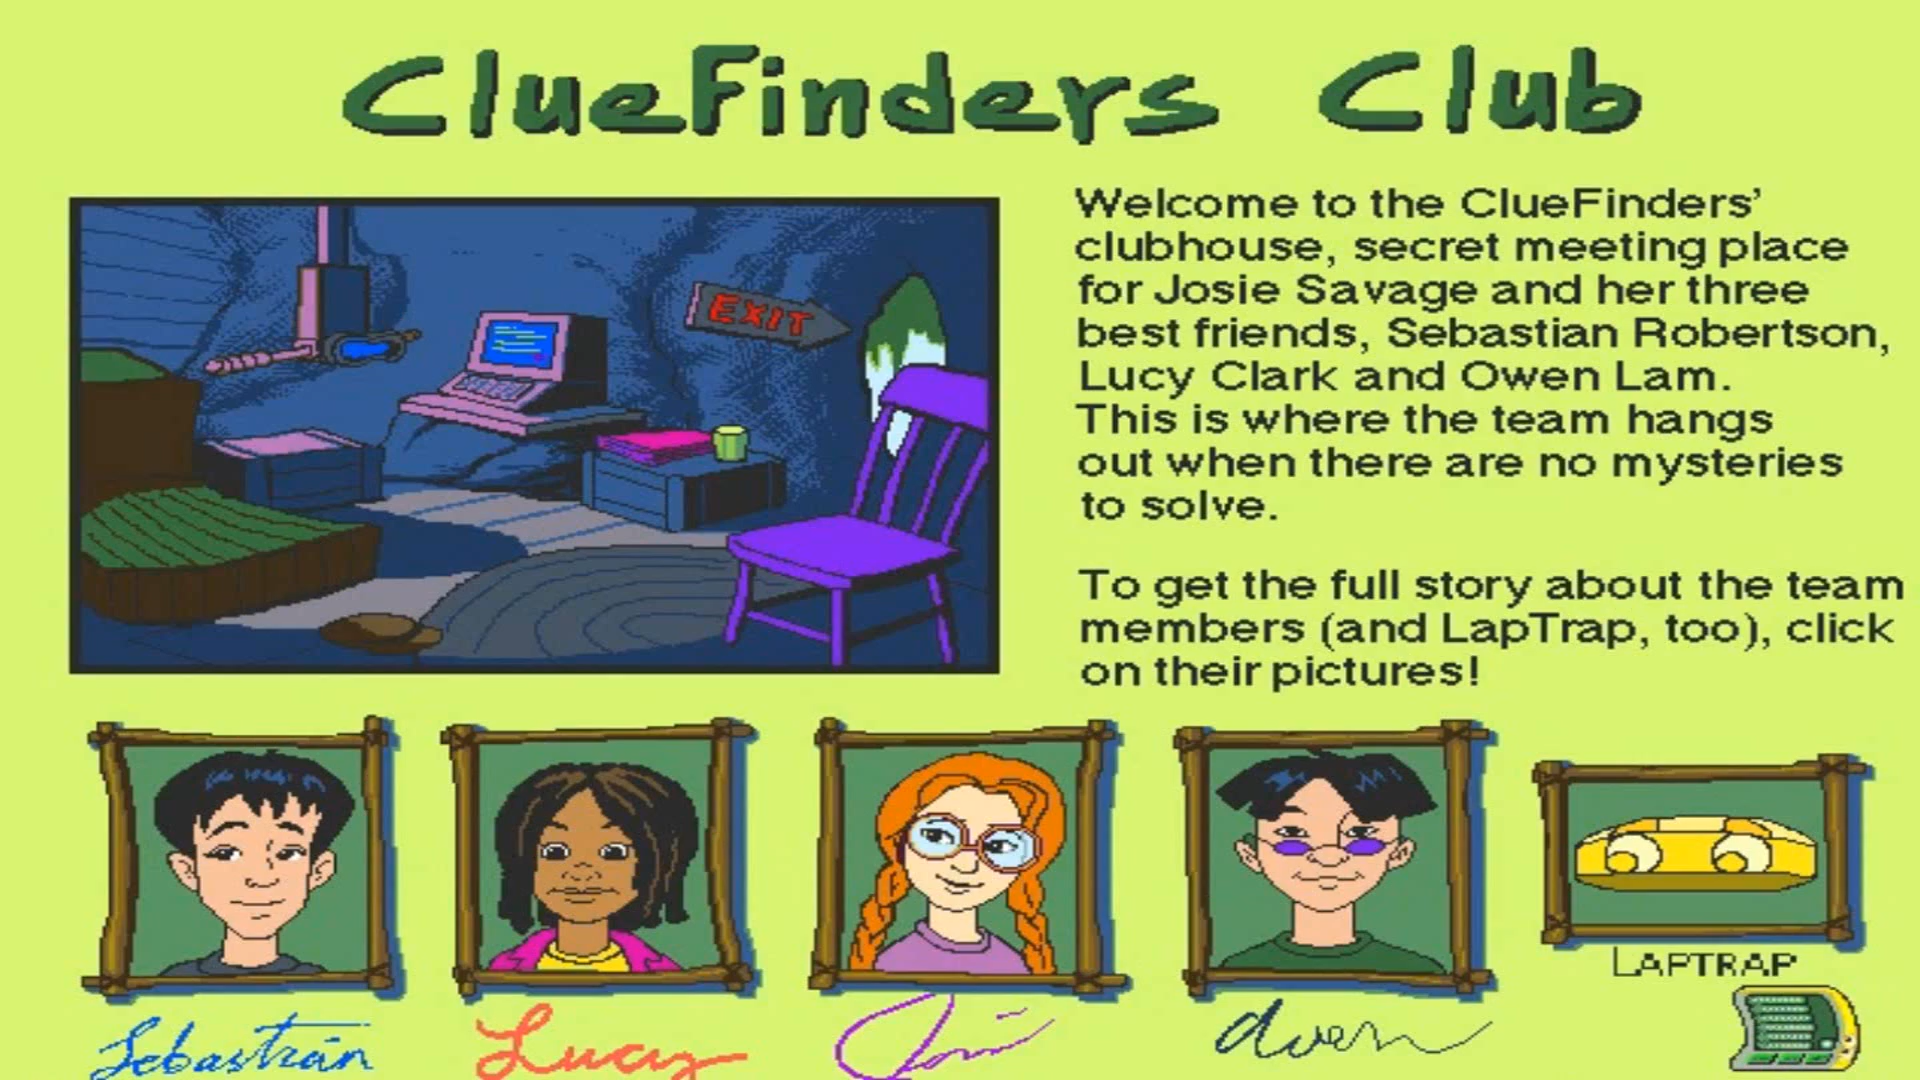 ClueFinders Club
EXIT
Welcome to the ClueFinders’
clubhouse, secret meeting place
for Josie Savage and her three
best friends, Sebastian Robertson,
Lucy Clark and Owen Lam.
This is where the team hangs
out when there are no mysteries
to solve.
To get the full story about the team
members (and LapTrap, too), click
on their pictures!
LAPTRAP
Sebastián
Lucy
Joni
Owen